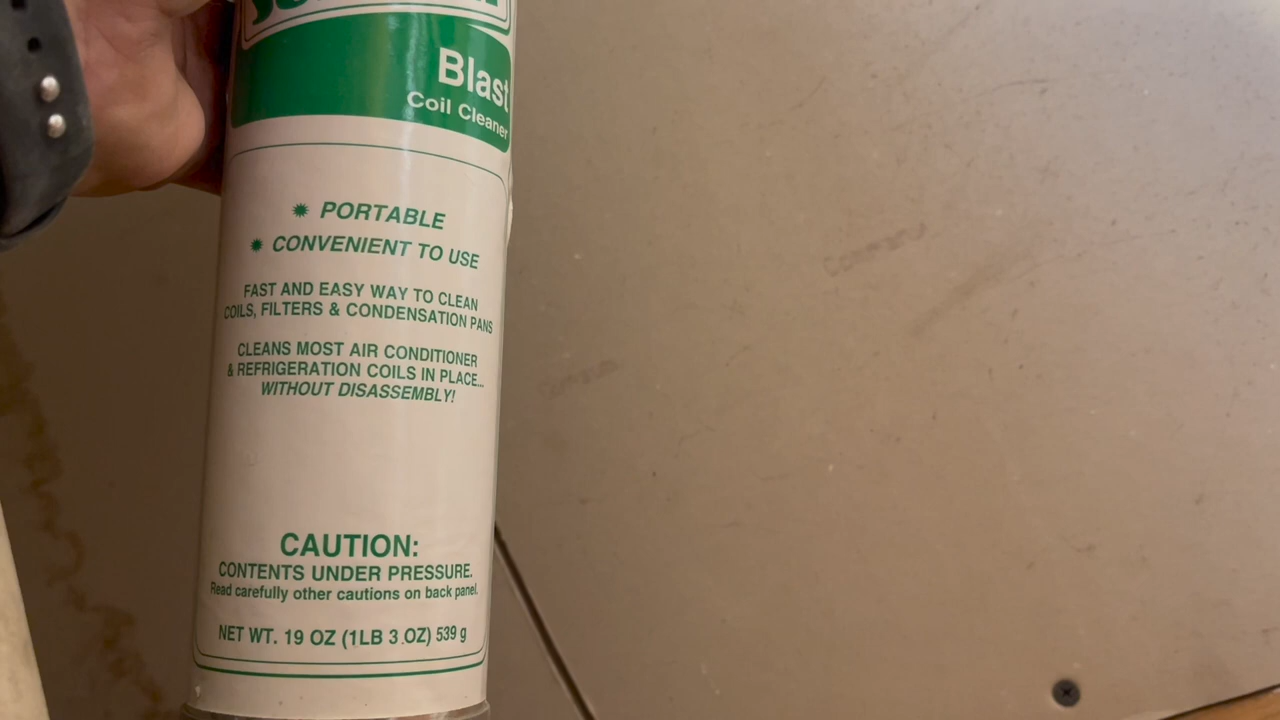 Blast
Coil Cleaner
PORTABLE
CONVENIENT TO USE
FAST AND EASY WAY TO CLEAN
COILS, FILTERS & CONDENSATION PANS
CLEANS MOST AIR CONDITIONER
& REFRIGERATION COILS IN PLACE...
WITHOUT DISASSEMBLY!
CAUTION:
CONTENTS UNDER PRESSURE.
Read carefully other cautions on back panel.
NET WT. 19 OZ (1LB 3 OZ) 539 g